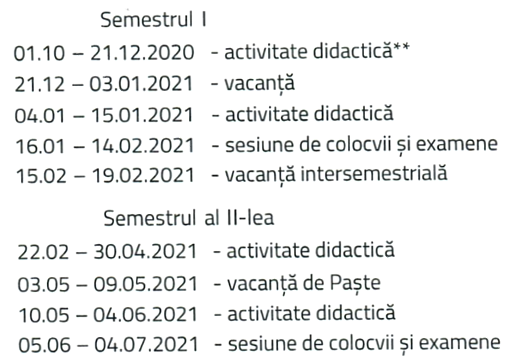 Semestrul I
01.10 – 21.12.2020 - activitate didactică**
21.12 – 03.01.2021 - vacanță
04.01 – 15.01.2021 - activitate didactică
16.01 – 14.02.2021 - sesiune de colocvii și examene
15.02 – 19.02.2021 - vacanță intersemestrială
Semestrul al II-lea
22.02 – 30.04.2021 - activitate didactică
03.05 – 09.05.2021 - vacanță de Paște
10.05 – 04.06.2021 - activitate didactică
05.06 – 04.07.2021 - sesiune de colocvii și examene